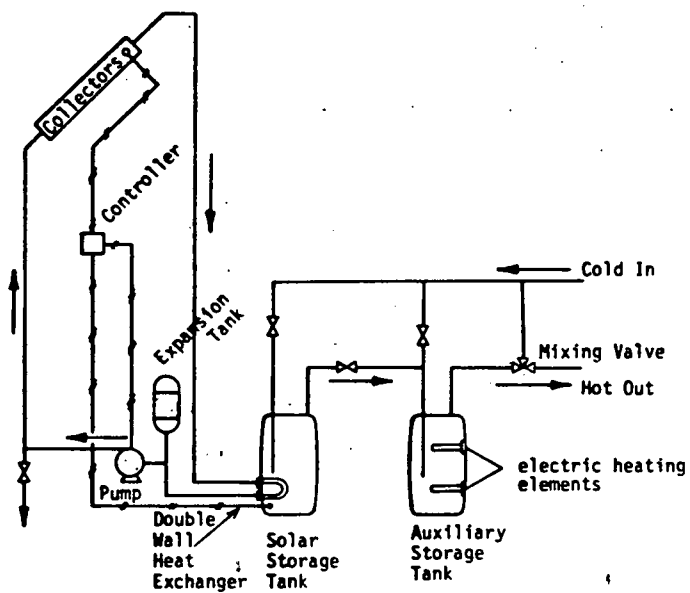 Collectors
Controller
Expansion
Tank
Cold In
Mixing Valve
Hot Out
Pump
Double
Wall
Heat
Exchanger
Solar
Storage
Tank
Auxiliary
Storage
Tank
electric heating
elements